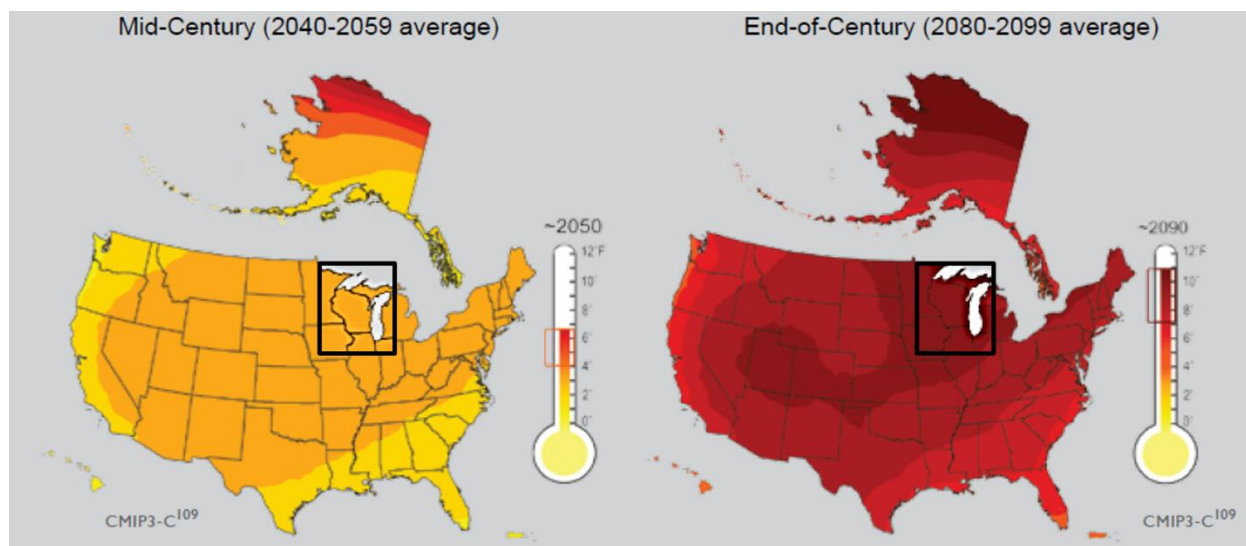 Mid-Century (2040-2059 average)
End-of-Century (2080-2099 average)
~2050
12°F
10°
8°
6°
4°
2°
0°
~2090
12°F
10°
8°
6°
4°
2°
0°
CMIP3-C109
CMIP3-C109